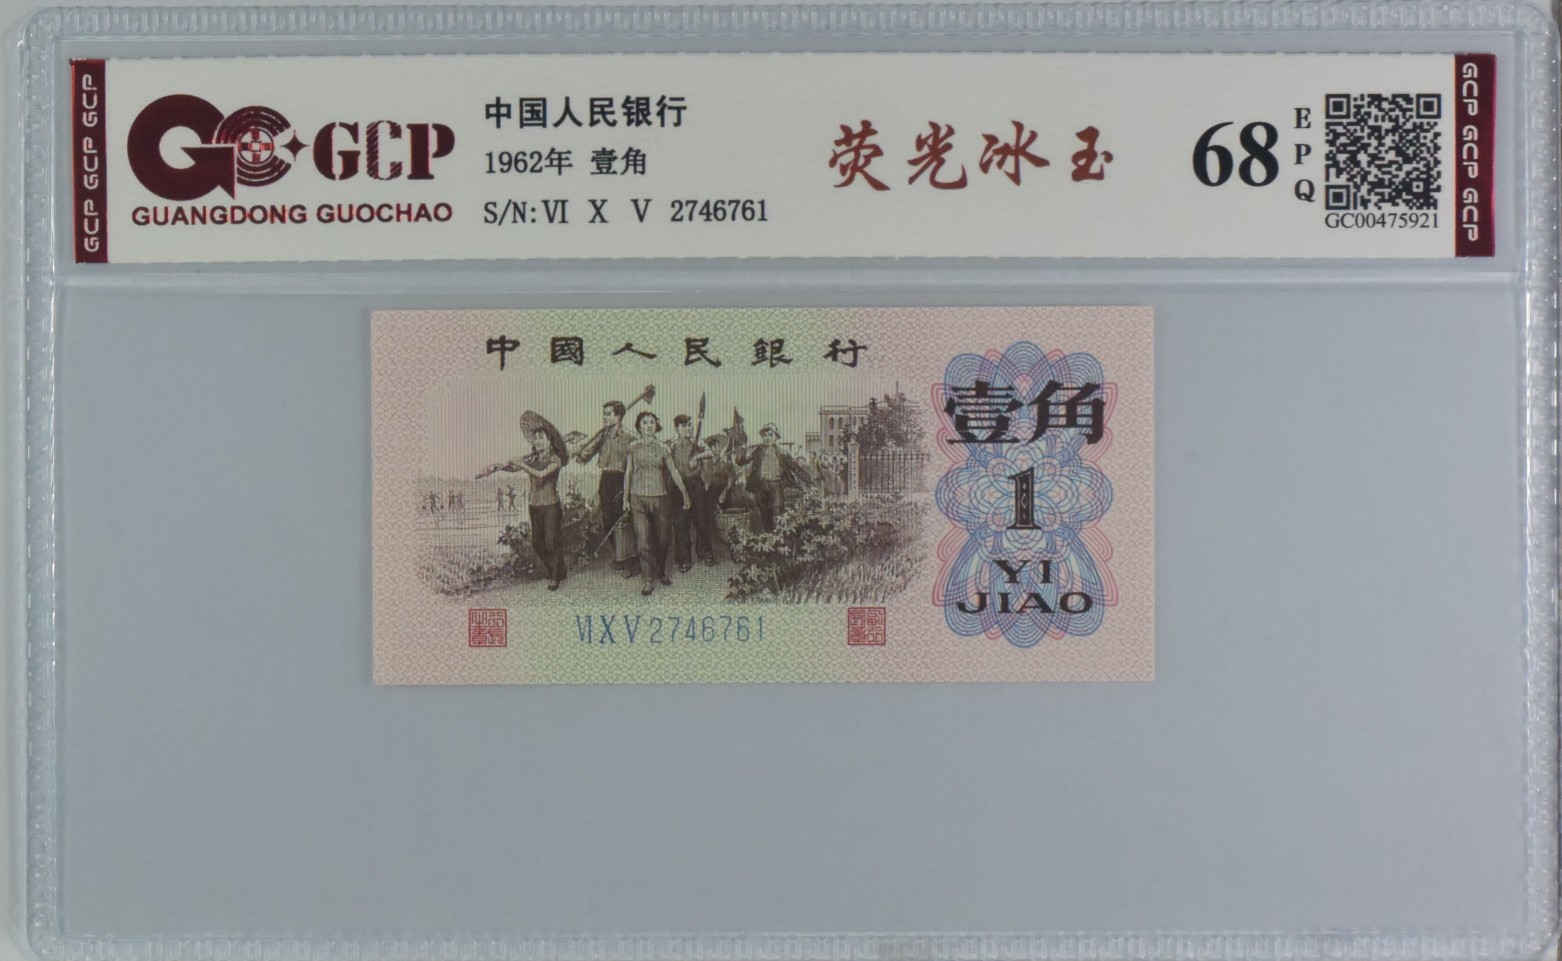 GCP GCP GCP
GCP
GUANGDONG GUOCHAO
中国人民银行
1962年 壹角
S/N:Ⅵ Ⅹ Ⅴ 2746761
荧光冰玉
68
EPQ
GC00475921
GCP GCP GCP
中國人民銀行
壹角
1
YI
JIAO
ⅥⅩⅤ2746761